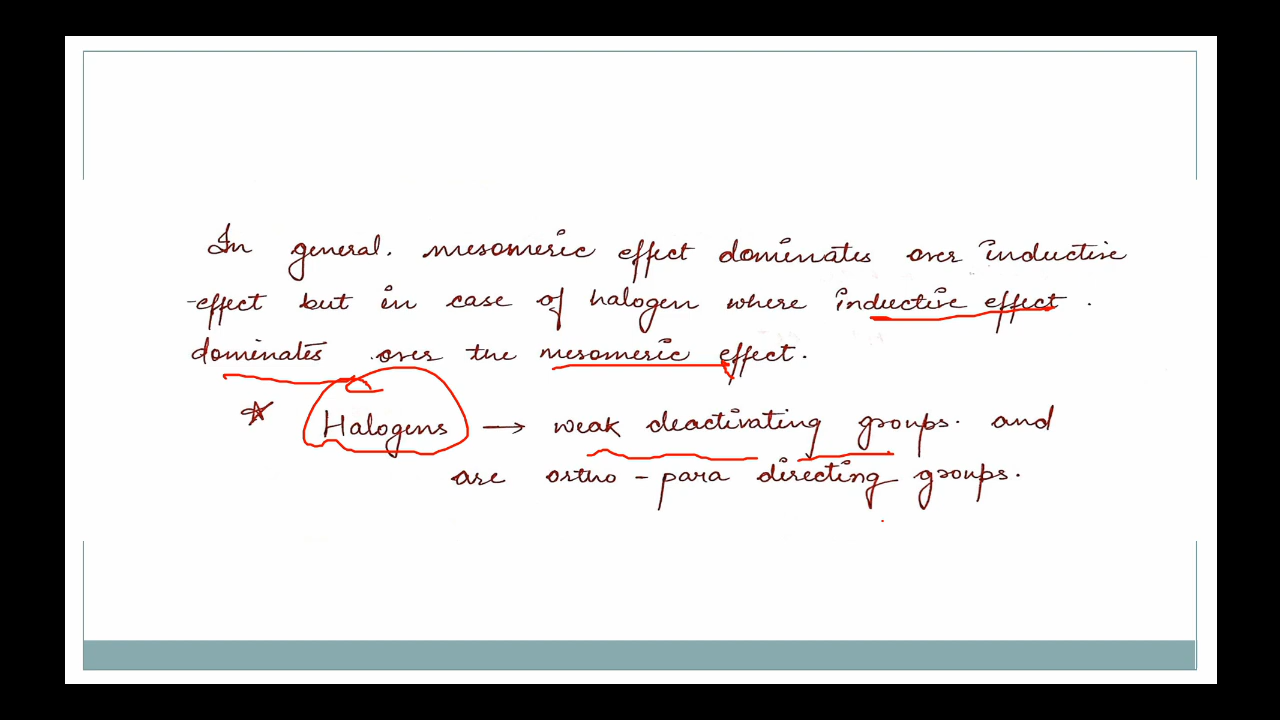 In general. mesomeric effect dominates over inductive
effect but in case of halogen where inductive effect.
dominates over the mesomeric effect.
☆ Halogens → weak deactivating groups. and
are ortho - para directing groups.